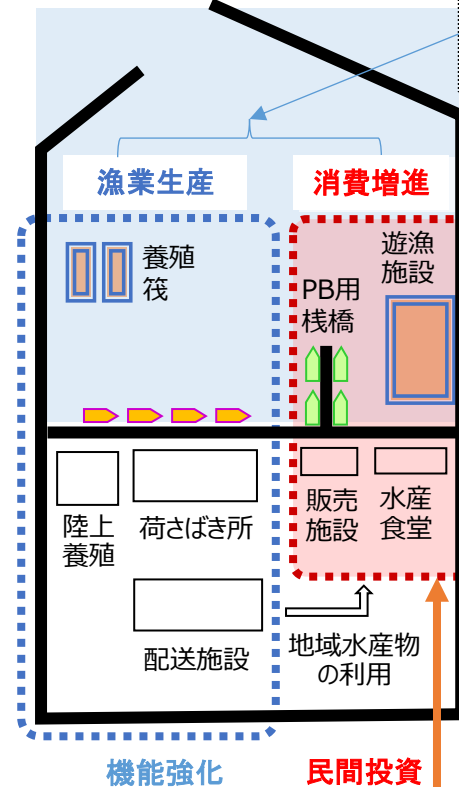 漁業生産
消費増進
養殖
筏
遊漁
施設
PB用
桟橋
陸上
養殖
荷さばき所
販売
施設
水産
食堂
配送施設
地域水産物
の利用
機能強化
民間投資